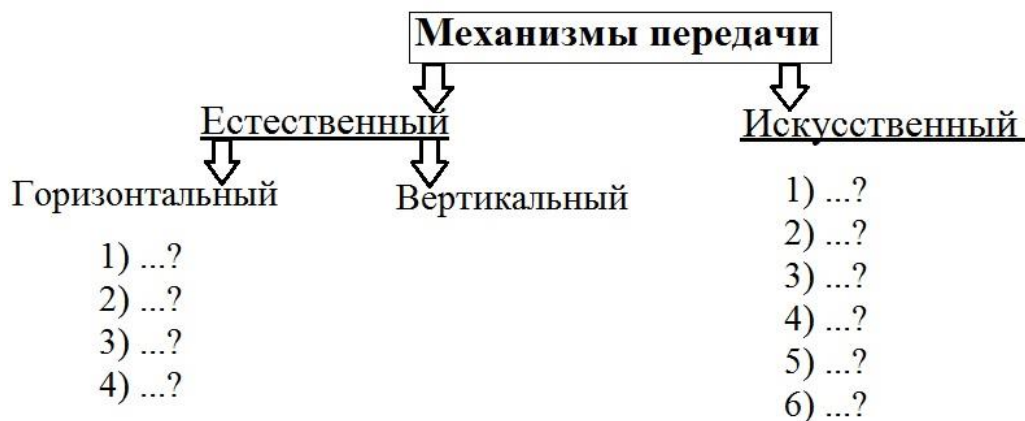 Механизмы передачи
Естественный
Искусственный
Горизонтальный
Вертикальный
1) ...?
2) ...?
3) ...?
4) ...?
1) ...?
2) ...?
3) ...?
4) ...?
5) ...?
6) ...?